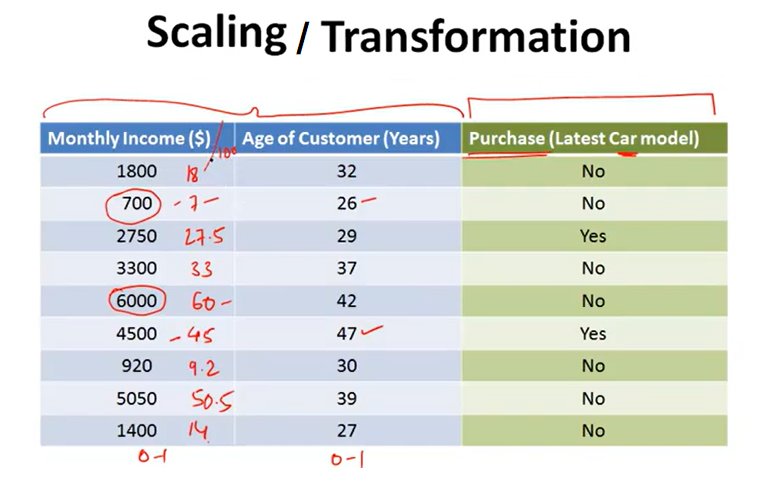 Scaling / Transformation
Monthly Income ($) /100 Age of Customer (Years) Purchase (Latest Car model)
1800 18 32 No
700 - 7 - 26 - No
2750 27.5 29 Yes
3300 33 37 No
6000 60 - 42 No
4500 - 45 47 ✓ Yes
920 9.2 30 No
5050 50.5 39 No
1400 14 27 No
0-1 0-1